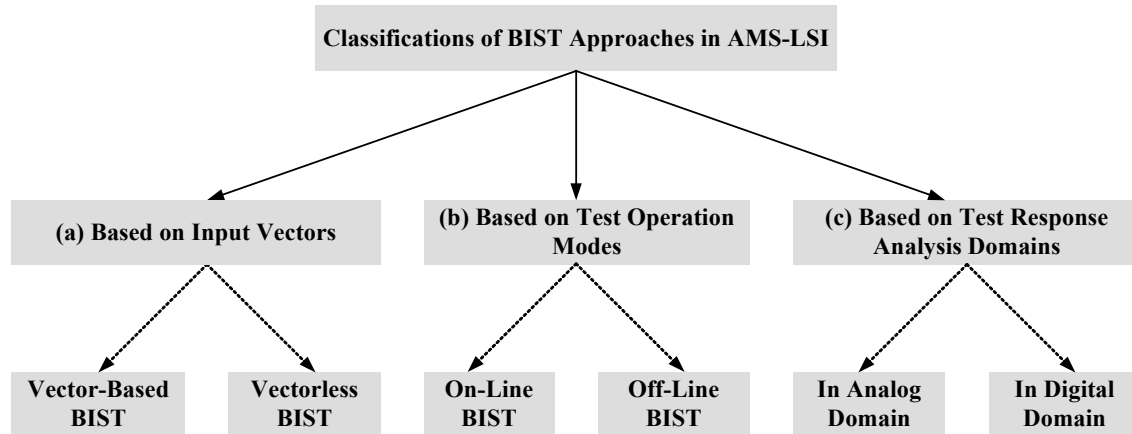 Classifications of BIST Approaches in AMS-LSI
(a) Based on Input Vectors
(b) Based on Test Operation
Modes
(c) Based on Test Response
Analysis Domains
Vector-Based
BIST
Vectorless
BIST
On-Line
BIST
Off-Line
BIST
In Analog
Domain
In Digital
Domain